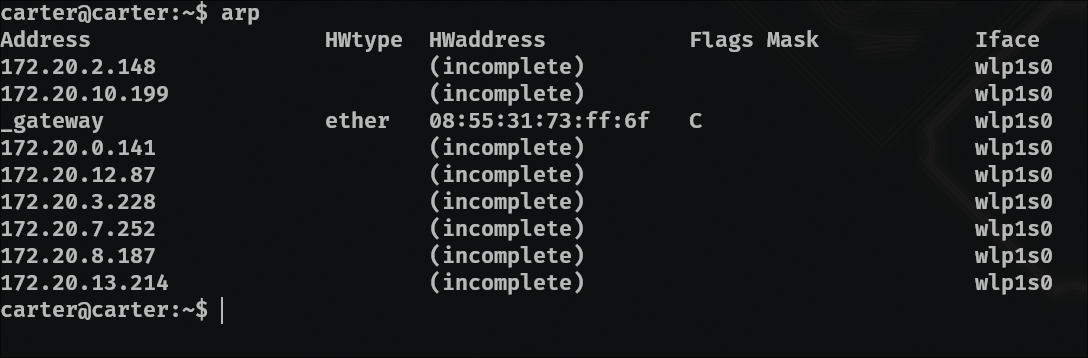 carter@carter:~$ arp
Address HWtype HWaddress Flags Mask Iface
172.20.2.148 (incomplete) wlp1s0
172.20.10.199 (incomplete) wlp1s0
_gateway ether 08:55:31:73:ff:6f C wlp1s0
172.20.0.141 (incomplete) wlp1s0
172.20.12.87 (incomplete) wlp1s0
172.20.3.228 (incomplete) wlp1s0
172.20.7.252 (incomplete) wlp1s0
172.20.8.187 (incomplete) wlp1s0
172.20.13.214 (incomplete) wlp1s0
carter@carter:~$